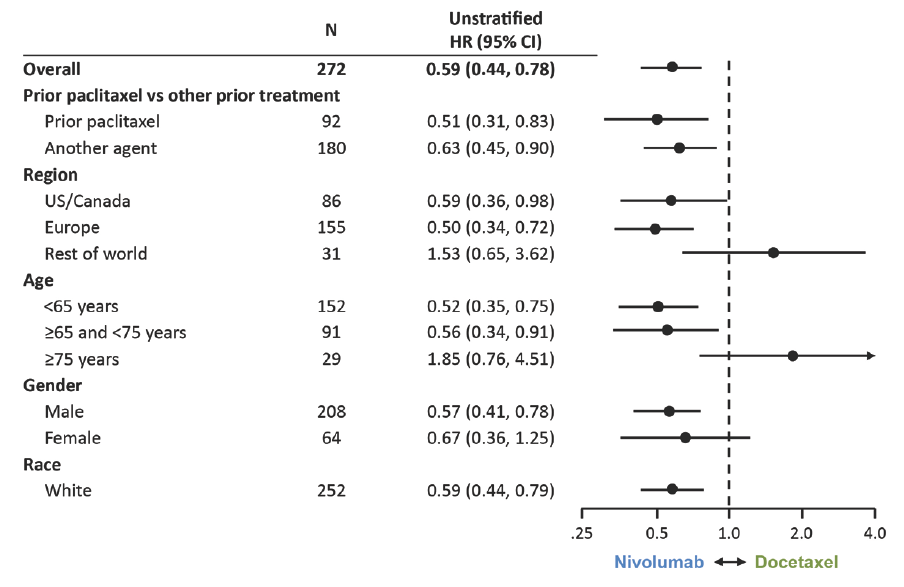 Unstratified
N HR (95% CI)
Overall 272 0.59 (0.44, 0.78)
Prior paclitaxel vs other prior treatment
Prior paclitaxel 92 0.51 (0.31, 0.83)
Another agent 180 0.63 (0.45, 0.90)
Region
US/Canada 86 0.59 (0.36, 0.98)
Europe 155 0.50 (0.34, 0.72)
Rest of world 31 1.53 (0.65, 3.62)
Age
<65 years 152 0.52 (0.35, 0.75)
≥65 and <75 years 91 0.56 (0.34, 0.91)
≥75 years 29 1.85 (0.76, 4.51)
Gender
Male 208 0.57 (0.41, 0.78)
Female 64 0.67 (0.36, 1.25)
Race
White 252 0.59 (0.44, 0.79)
.25 0.5 1.0 2.0 4.0
Nivolumab ↔ Docetaxel